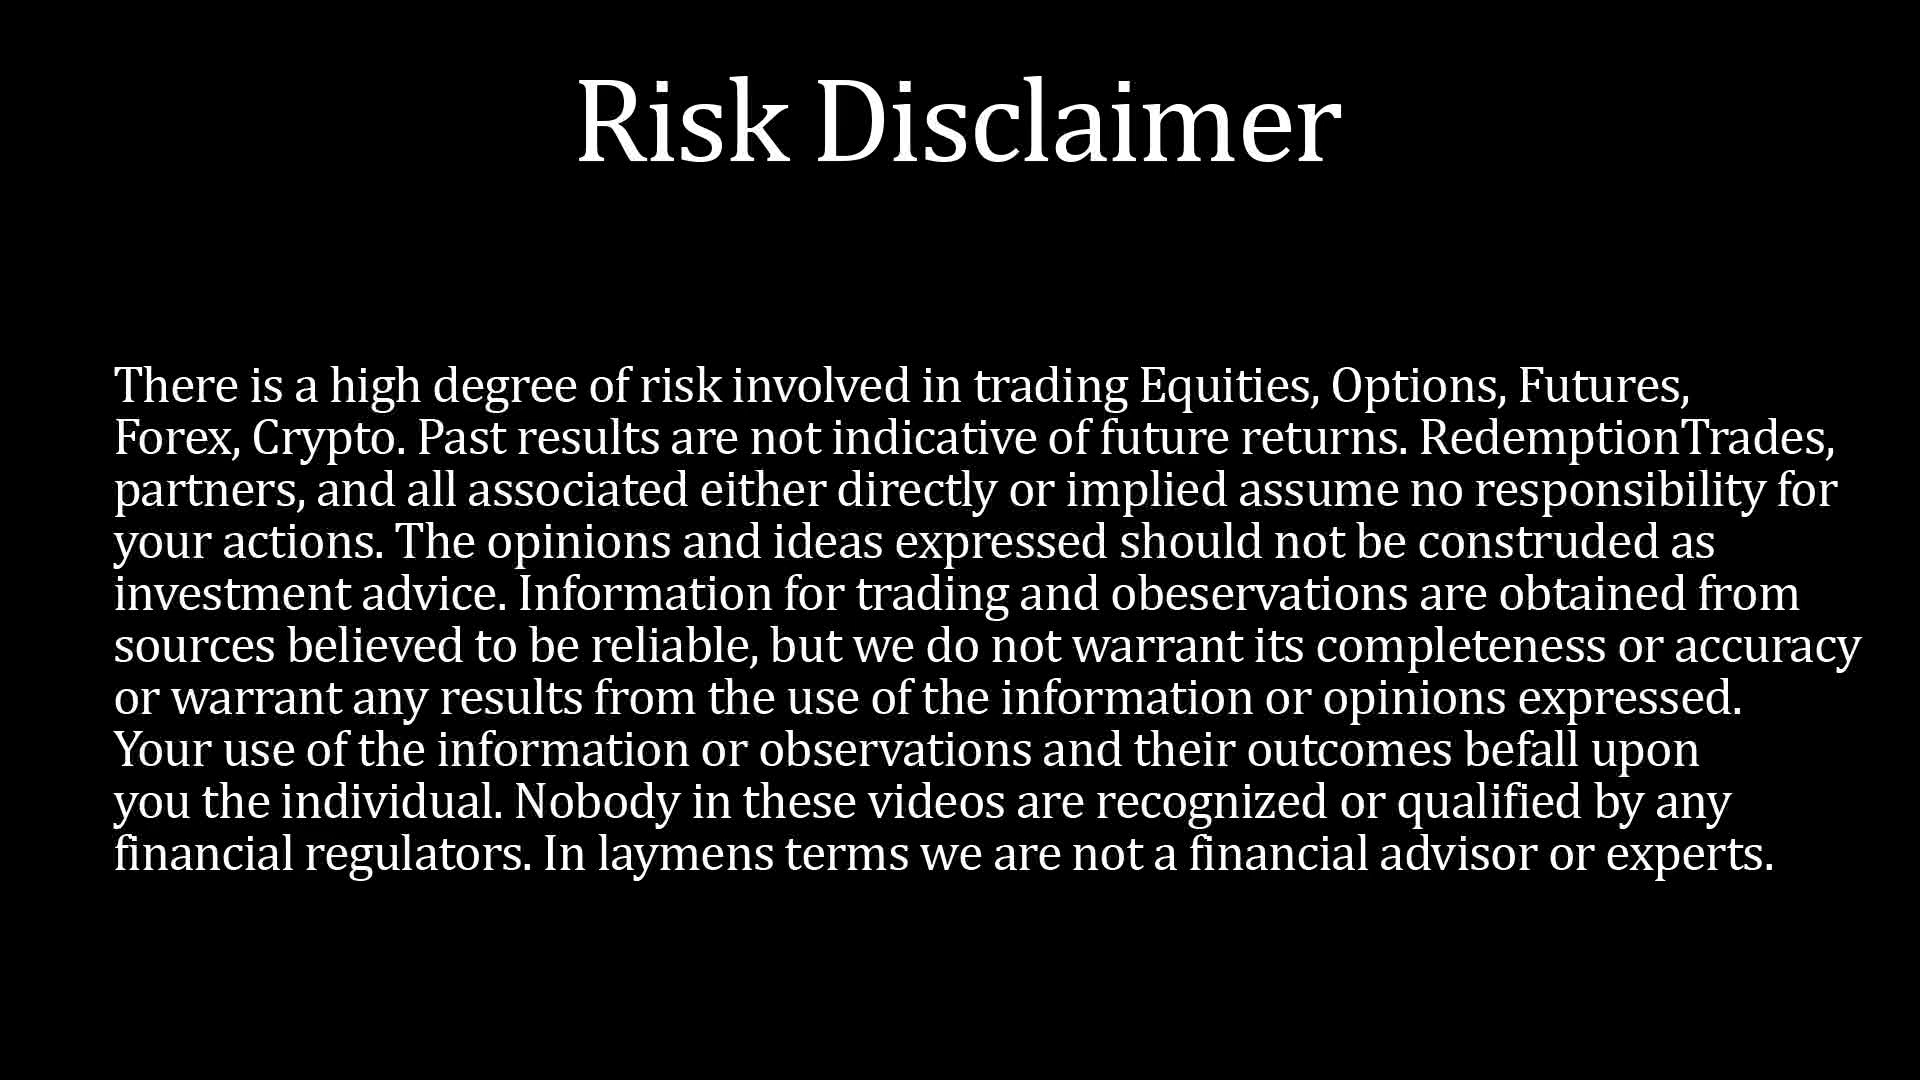 Risk Disclaimer
There is a high degree of risk involved in trading Equities, Options, Futures,
Forex, Crypto. Past results are not indicative of future returns. RedemptionTrades,
partners, and all associated either directly or implied assume no responsibility for
your actions. The opinions and ideas expressed should not be construded as
investment advice. Information for trading and obeservations are obtained from
sources believed to be reliable, but we do not warrant its completeness or accuracy
or warrant any results from the use of the information or opinions expressed.
Your use of the information or observations and their outcomes befall upon
you the individual. Nobody in these videos are recognized or qualified by any
financial regulators. In laymens terms we are not a financial advisor or experts.